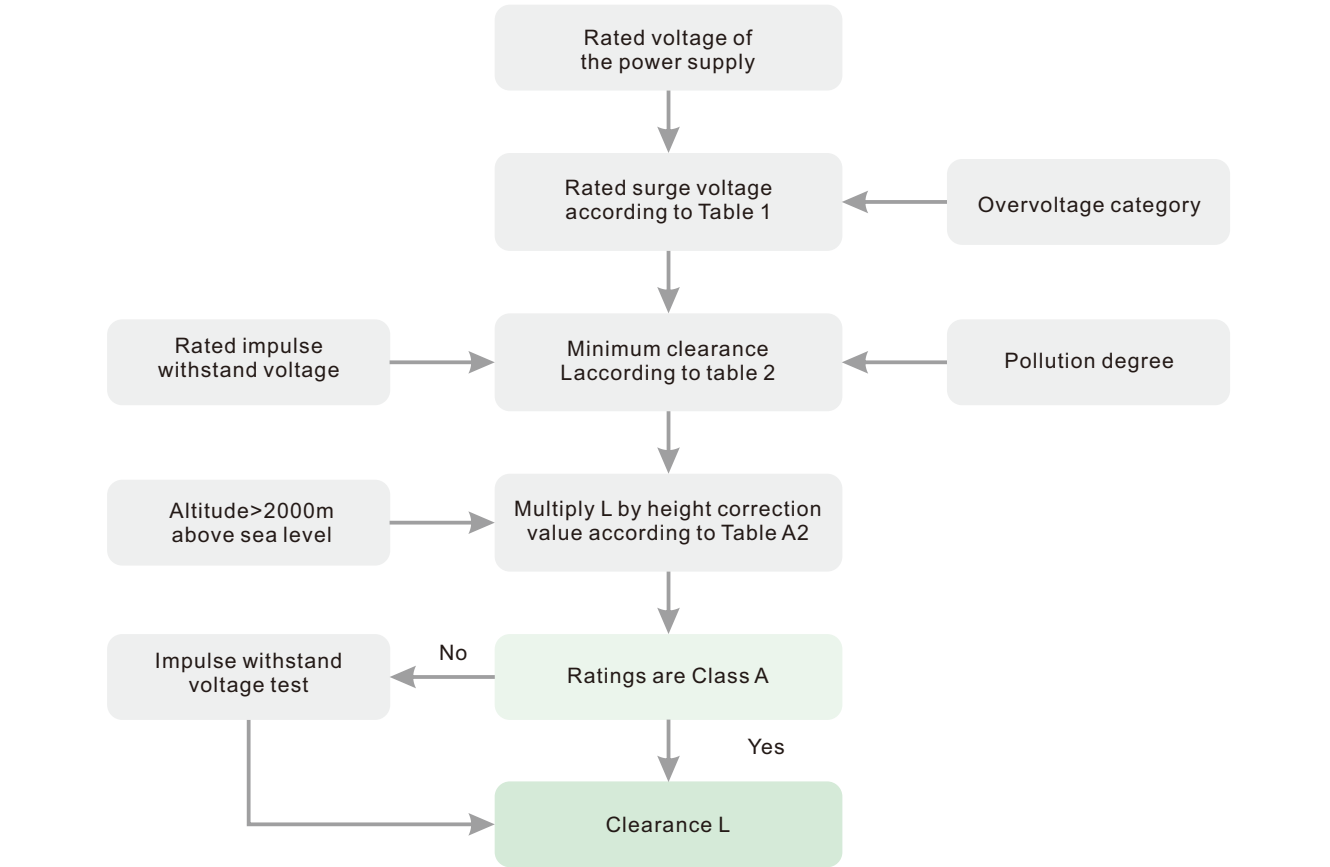 Rated voltage of
the power supply
Rated surge voltage
according to Table 1
Overvoltage category
Rated impulse
withstand voltage
Minimum clearance
Laccording to table 2
Pollution degree
Altitude>2000m
above sea level
Multiply L by height correction
value according to Table A2
Impulse withstand
voltage test
No
Ratings are Class A
Yes
Clearance L